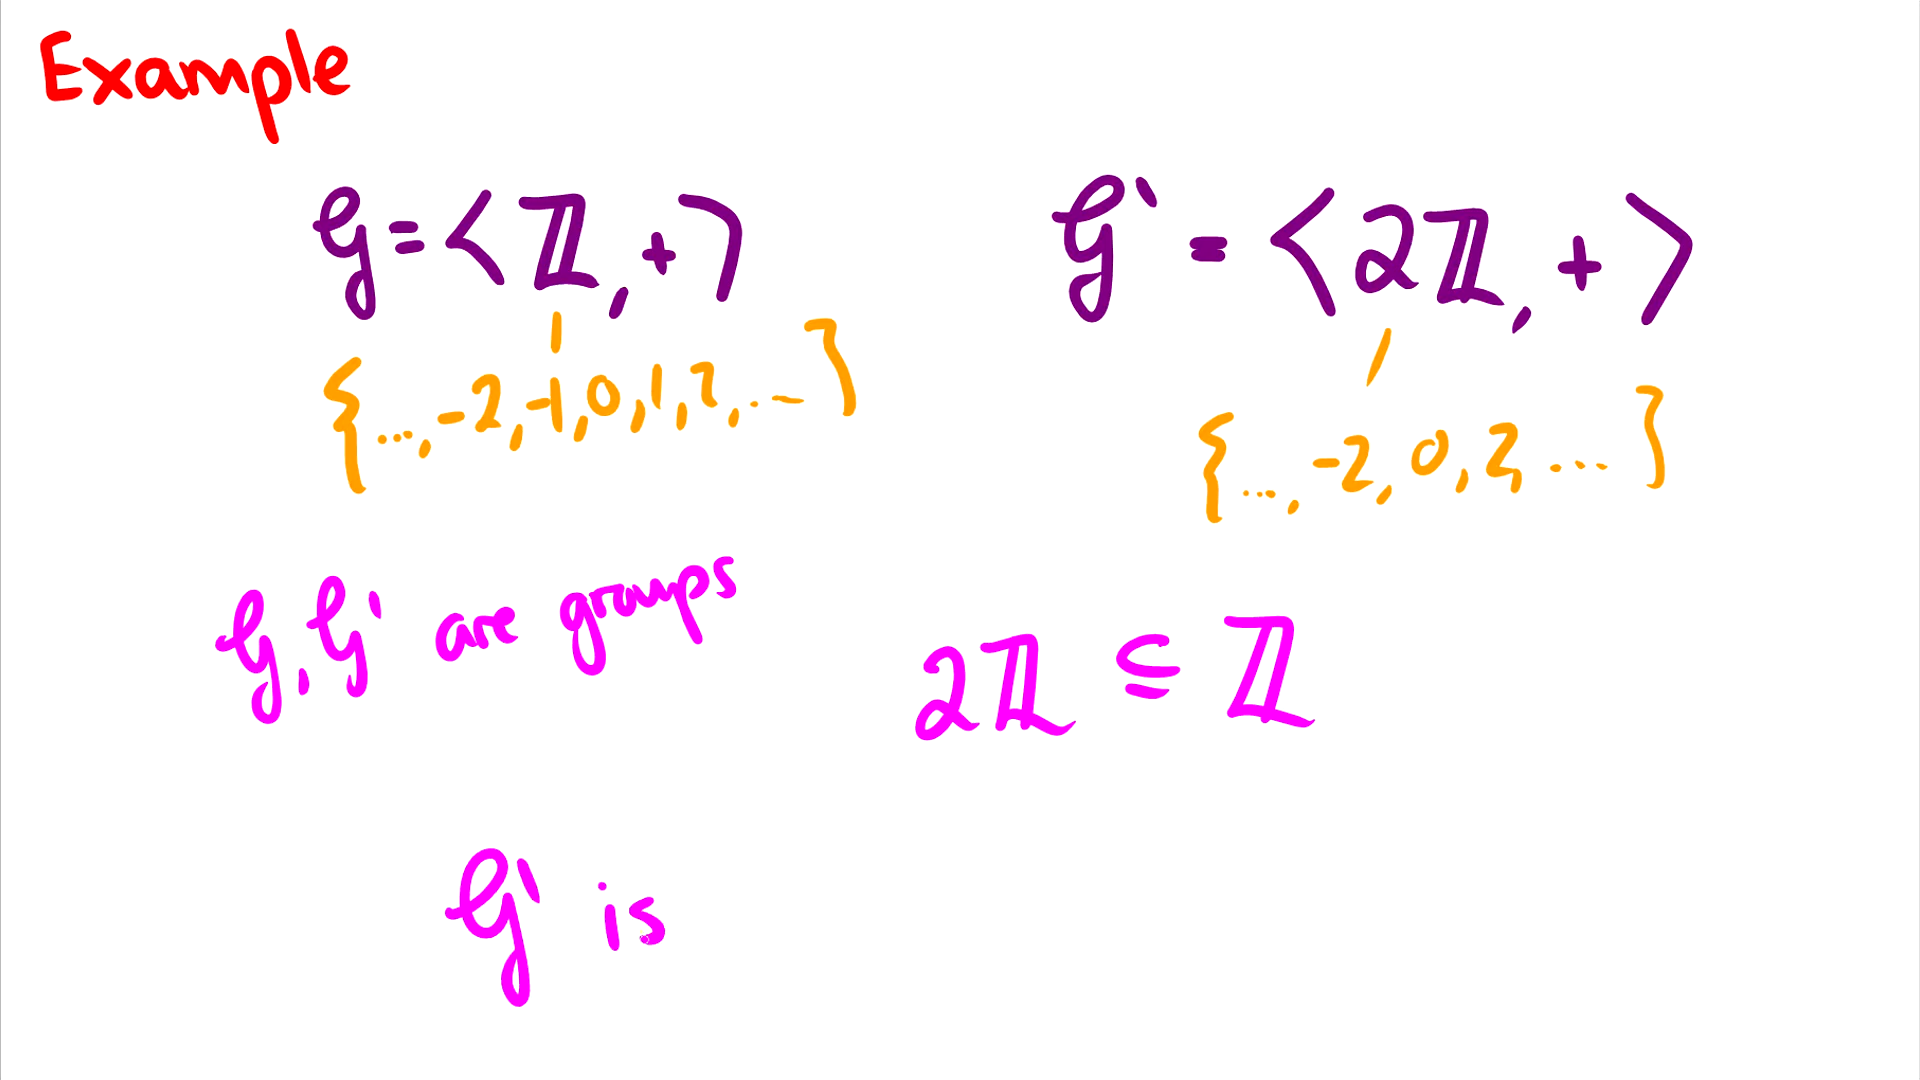 Example
𝒢 = <ℤ, +> 𝒢' = <2ℤ, +>
{..., -2, -1, 0, 1, 2, ...} {..., -2, 0, 2, ...}
𝒢, 𝒢' are groups 2ℤ ⊆ ℤ
𝒢' is